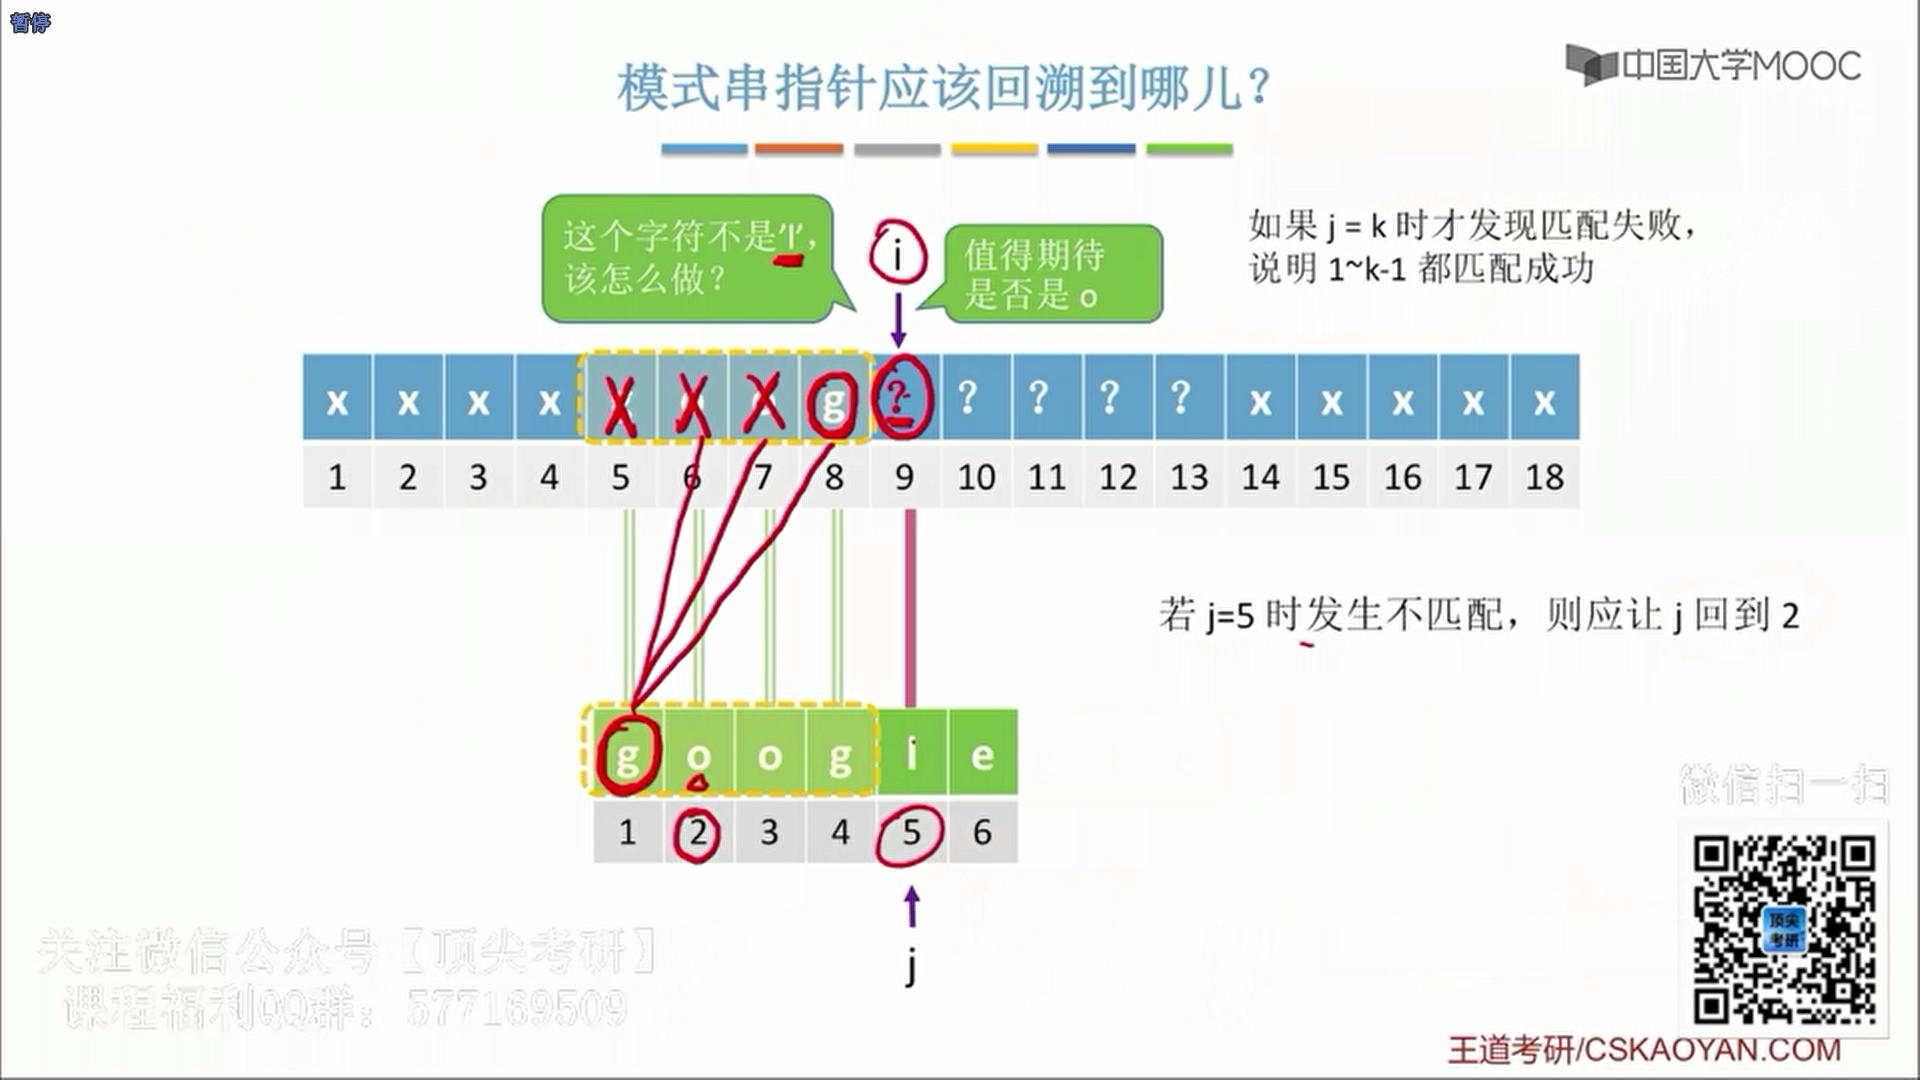 暂停
模式串指针应该回溯到哪儿？
中国大学MOOC
这个字符不是'l'，
该怎么做？
i
值得期待
是否是 o
如果 j = k 时才发现匹配失败，
说明 1~k-1 都匹配成功
x x x x g ? ? ? ? ? x x x x x
1 2 3 4 5 6 7 8 9 10 11 12 13 14 15 16 17 18
若 j=5 时发生不匹配，则应让 j 回到 2
g o o g l e
1 2 3 4 5 6
j
微信扫一扫
顶尖
考研
关注微信公众号【顶尖考研】
课程福利QQ群：577169509
王道考研/CSKAOYAN.COM